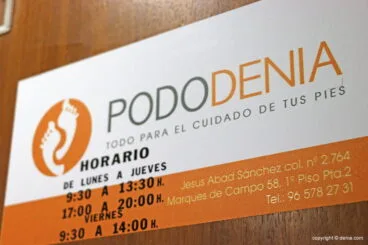 PODODENIA
TODO PARA EL CUIDADO DE TUS PIES
HORARIO
DE LUNES A JUEVES
9:30 A 13:30H.
17:00 A 20:00H.
VIERNES
9:30 A 14:00H.
Jesus Abad Sánchez col. nº 2.764
Marques de Campo 58, 1º Piso Pta.2
Tel.: 96 578 27 31
copyright © denia.com